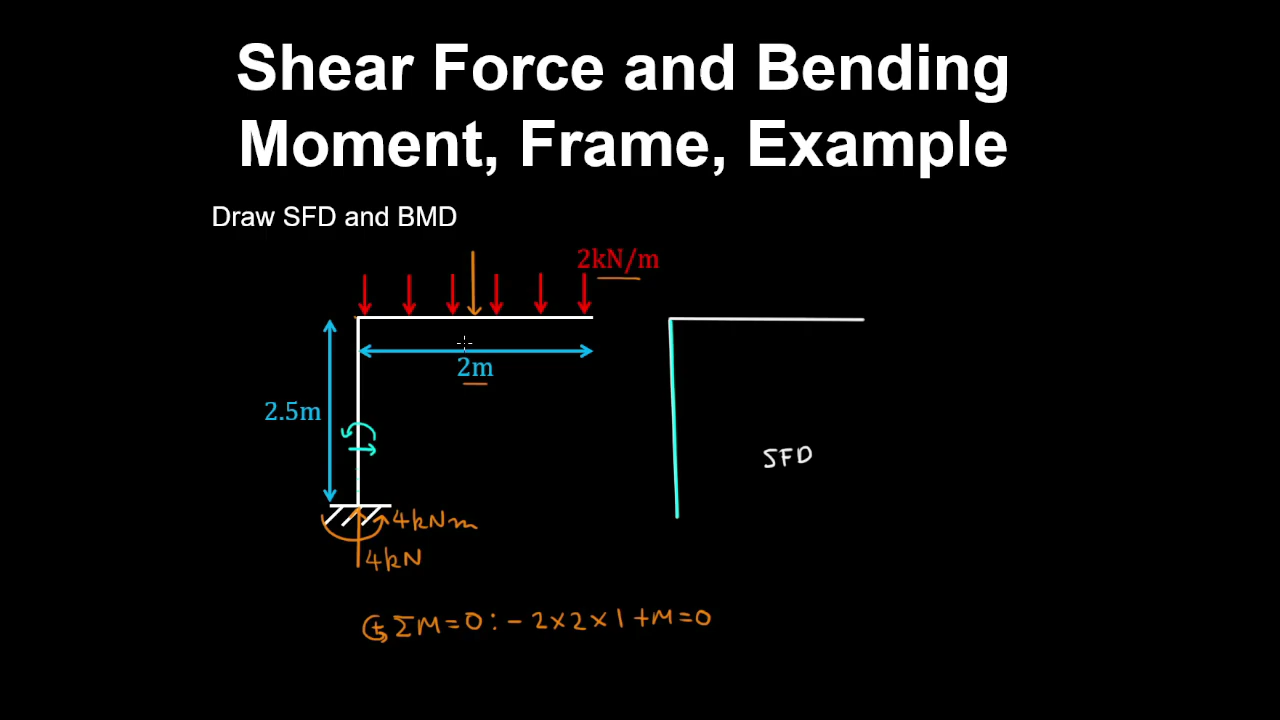 Shear Force and Bending
Moment, Frame, Example
Draw SFD and BMD
2kN/m
2m
2.5m
SFD
4kNm
4kN
+ ΣM=0: - 2×2×1+M=0